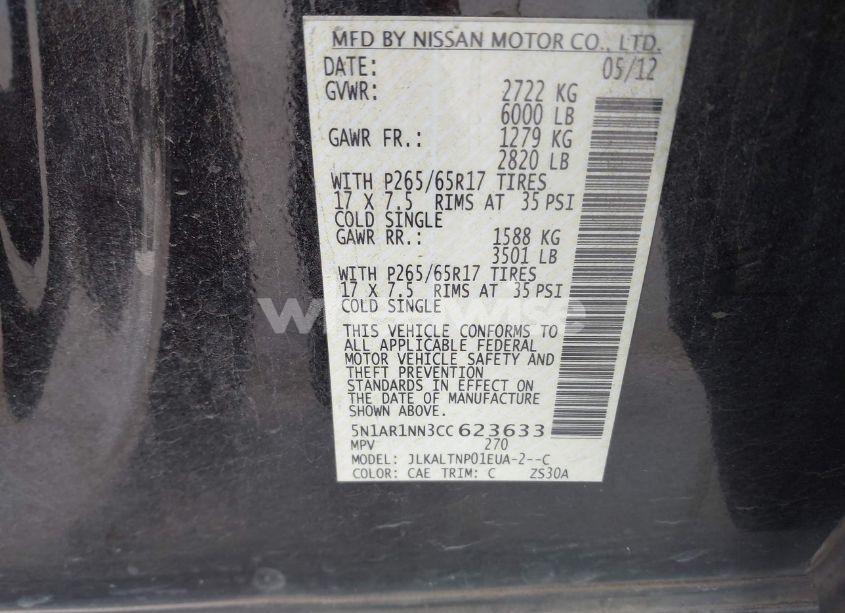 MFD BY NISSAN MOTOR CO., LTD.
DATE: 05/12
GVWR: 2722 KG
6000 LB
GAWR FR.: 1279 KG
2820 LB
WITH P265/65R17 TIRES
17 X 7.5 RIMS AT 35 PSI
COLD SINGLE
GAWR RR.: 1588 KG
3501 LB
WITH P265/65R17 TIRES
17 X 7.5 RIMS AT 35 PSI
COLD SINGLE
THIS VEHICLE CONFORMS TO
ALL APPLICABLE FEDERAL
MOTOR VEHICLE SAFETY AND
THEFT PREVENTION
STANDARDS IN EFFECT ON
THE DATE OF MANUFACTURE
SHOWN ABOVE.
5N1AR1NN3CC623633
MPV 270
MODEL: JLKALTNP01EUA-2--C
COLOR: CAE TRIM: C ZS30A